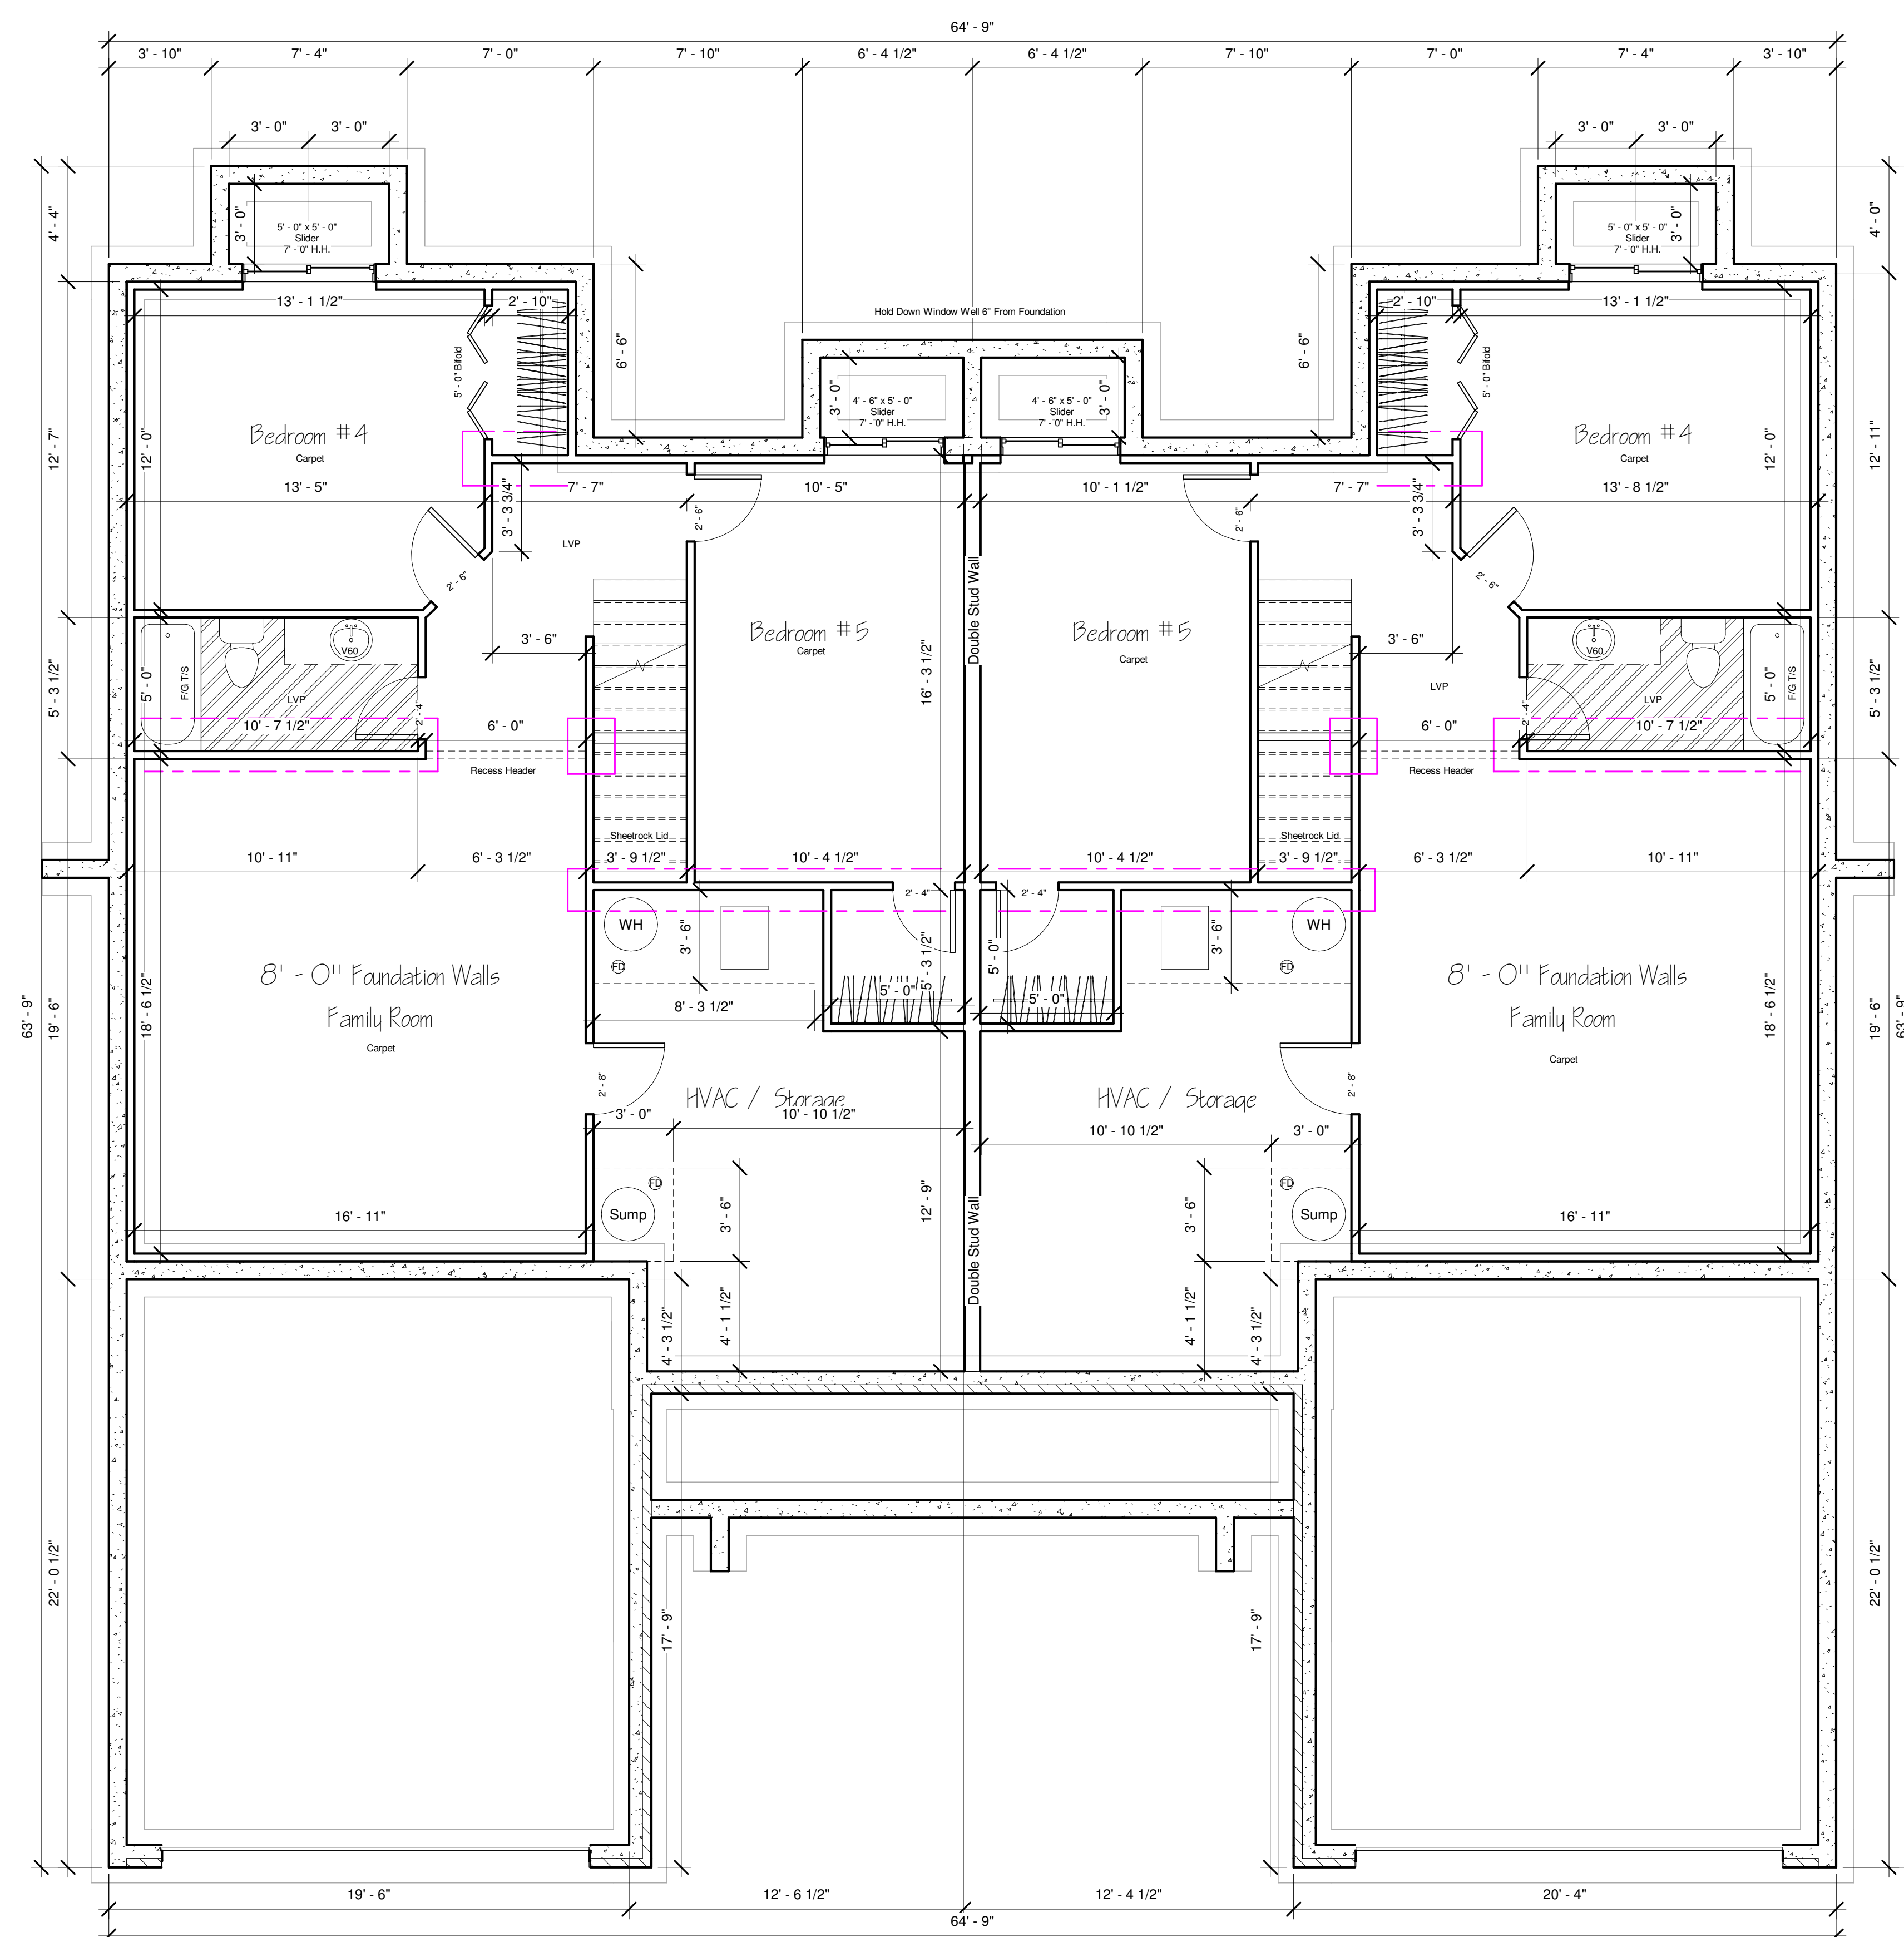 64' - 9"
3' - 10" 7' - 4" 7' - 0" 7' - 10" 6' - 4 1/2" 6' - 4 1/2" 7' - 10" 7' - 0" 7' - 4" 3' - 10"
3' - 0" 3' - 0" 3' - 0" 3' - 0"
4' - 4" 3' - 0" 3' - 0" 4' - 0"
5' - 0" x 5' - 0" 5' - 0" x 5' - 0"
Slider Slider
7' - 0" H.H. 7' - 0" H.H.
13' - 1 1/2" 2' - 10" 2' - 10" 13' - 1 1/2"
Hold Down Window Well 6" From Foundation
6' - 6" 6' - 6"
5' - 0" Bifold 5' - 0" Bifold
3' - 0" 3' - 0"
4' - 6" x 5' - 0" 4' - 6" x 5' - 0"
Slider Slider
7' - 0" H.H. 7' - 0" H.H.
12' - 7" 12' - 0" 12' - 0" 12' - 11"
Bedroom #4 Bedroom #4
Carpet Carpet
13' - 5" 7' - 7" 10' - 5" 10' - 1 1/2" 7' - 7" 13' - 8 1/2"
3' - 3 3/4" 2' - 6" 2' - 6" 3' - 3 3/4"
LVP
2' - 6" 2' - 6"
Double Stud Wall
Bedroom #5 Bedroom #5
Carpet Carpet
3' - 6" 3' - 6"
V60 V60
5' - 3 1/2" 5' - 0" F/G T/S LVP 16' - 3 1/2" LVP LVP 5' - 0" F/G T/S 5' - 3 1/2"
2' - 4" 2' - 4"
10' - 7 1/2" 6' - 0" 6' - 0" 10' - 7 1/2"
Recess Header Recess Header
Sheetrock Lid Sheetrock Lid
10' - 11" 6' - 3 1/2" 3' - 9 1/2" 10' - 4 1/2" 10' - 4 1/2" 3' - 9 1/2" 6' - 3 1/2" 10' - 11"
2' - 4" 2' - 4"
WH WH
3' - 6" 5' - 3 1/2" 5' - 0" 3' - 6"
FD FD
8' - 0" Foundation Walls 8' - 0" Foundation Walls
5' - 0" 5' - 0"
8' - 3 1/2"
Family Room Family Room
Carpet Carpet
63' - 9" 19' - 6" 18' - 6 1/2" 18' - 6 1/2" 19' - 6" 63' - 9"
2' - 8" 2' - 8"
HVAC / Storage HVAC / Storage
3' - 0" 10' - 10 1/2" 10' - 10 1/2" 3' - 0"
FD FD
Sump Sump
16' - 11" 3' - 6" 12' - 9" 3' - 6" 16' - 11"
Double Stud Wall
4' - 3 1/2" 4' - 1 1/2" 4' - 1 1/2" 4' - 3 1/2"
22' - 0 1/2" 22' - 0 1/2"
17' - 9" 17' - 9"
19' - 6" 12' - 6 1/2" 12' - 4 1/2" 20' - 4"
64' - 9"